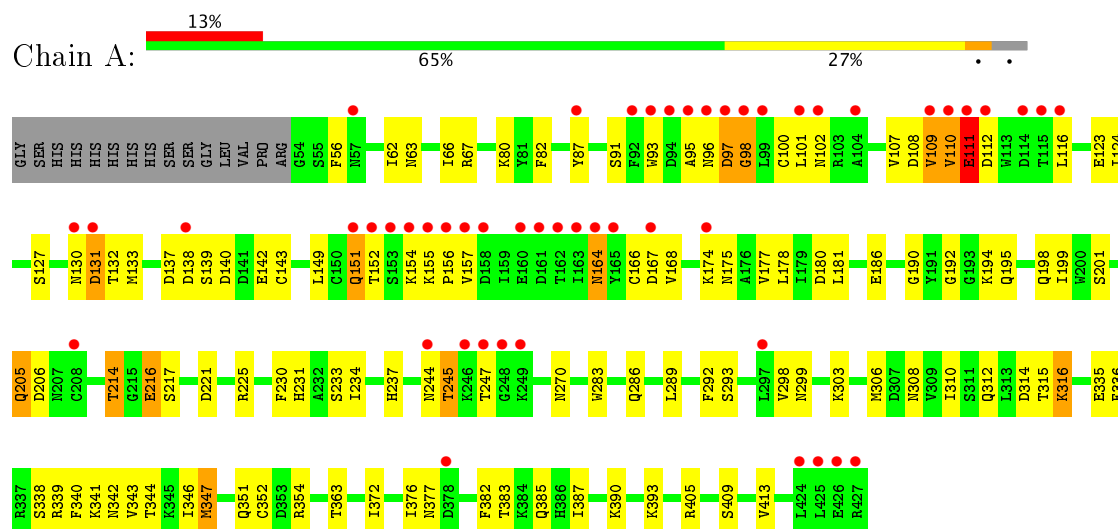 13%
Chain A:
65% 27% • •
GLY SER HIS HIS HIS HIS HIS HIS SER SER GLY LEU VAL PRO ARG G54 S55 F56 N57 I62 N63 I66 R67 K80 Y81 F82 Y87 S91 F92 W93 D94 A95 N96 D97 G98 L99 G100 L101 N102 R103 A104 V107 D108 V109 V110 E111 D112 W113 D114 T115 L116 E123
S127 N130 D131 T132 M133 D137 D138 S139 D140 D141 E142 C143 L149 C150 Q151 T152 S153 K154 K155 P156 V157 D158 I159 E160 D161 T162 I163 N164 Y165 C166 D167 V168 K174 N175 A176 V177 L178 I179 D180 L181 E186 G190 Y191 G192 G193 K194 Q195 Q198 I199 W200 S201
Q205 D206 N207 C208 T214 G215 E216 S217 D221 R225 F230 H231 A232 S233 I234 H237 N244 T245 K246 T247 G248 K249 N270 W283 Q286 L289 F292 S293 L297 V298 N299 K303 M306 D307 N308 V309 I310 S311 Q312 L313 D314 T315 K316 E335
R337 S338 R339 F340 K341 N342 V343 T344 K345 I346 M347 Q351 C352 D353 R354 T363 I372 I376 N377 D378 F382 T383 K384 Q385 H386 I387 K390 K393 R405 S409 V413 L424 L425 E426 R427